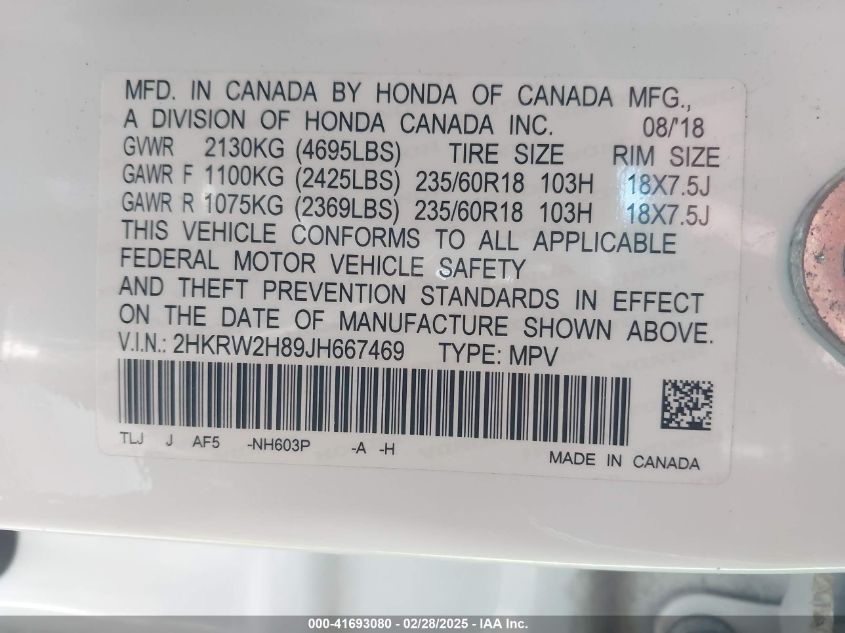 MFD. IN CANADA BY HONDA OF CANADA MFG.,
A DIVISION OF HONDA CANADA INC. 08/'18
GVWR 2130KG (4695LBS) TIRE SIZE RIM SIZE
GAWR F 1100KG (2425LBS) 235/60R18 103H 18X7.5J
GAWR R 1075KG (2369LBS) 235/60R18 103H 18X7.5J
THIS VEHICLE CONFORMS TO ALL APPLICABLE
FEDERAL MOTOR VEHICLE SAFETY
AND THEFT PREVENTION STANDARDS IN EFFECT
ON THE DATE OF MANUFACTURE SHOWN ABOVE.
V.I.N.: 2HKRW2H89JH667469 TYPE: MPV
TLJ J AF5 -NH603P -A -H
MADE IN CANADA
000-41693080 - 02/28/2025 - IAA Inc.